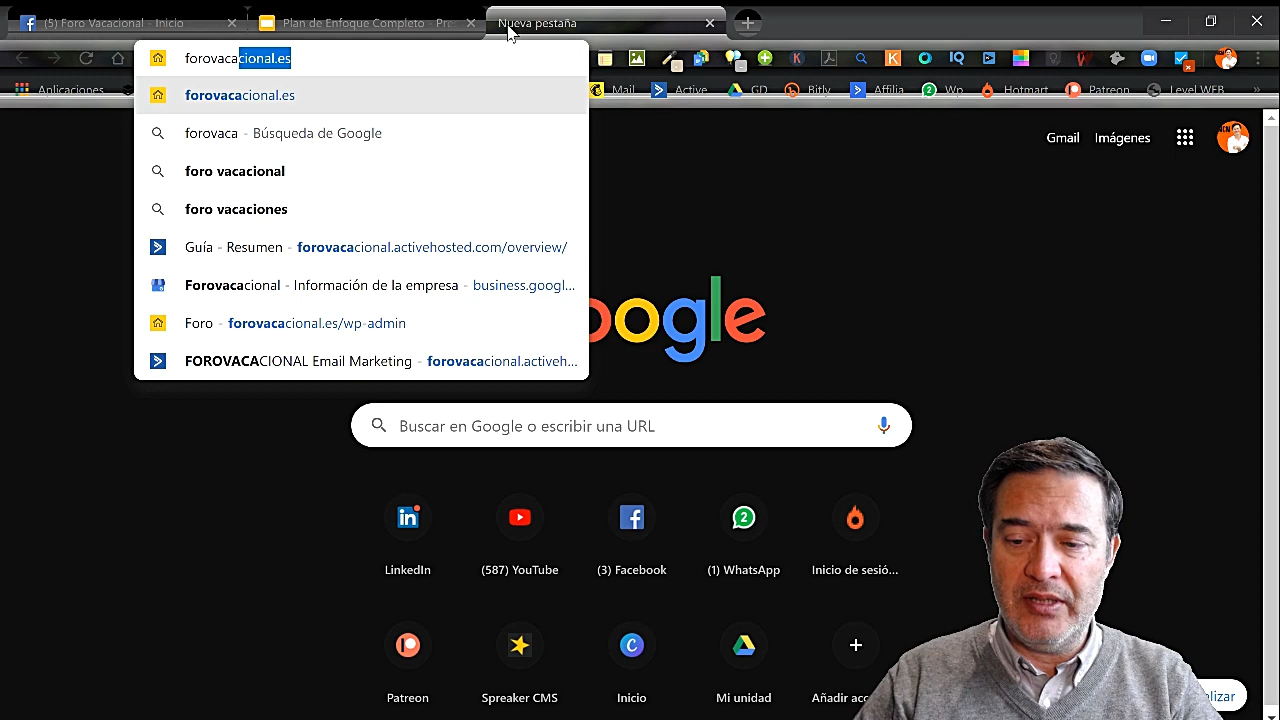 (5) Foro Vacacional - Inicio
Plan de Enfoque Completo - Pres
Nueva pestaña
forovacacional.es
Aplicaciones
Mail
Active
GD
Bitly
Affilia
Wp
Hotmart
Patreon
Level WEB
»
forovacacional.es
forovaca - Búsqueda de Google
foro vacacional
foro vacaciones
Guía - Resumen - forovacacional.activehosted.com/overview/
Forovacacional - Información de la empresa - business.googl...
Foro - forovacacional.es/wp-admin
FOROVACACIONAL Email Marketing - forovacacional.activeh...
Gmail
Imágenes
oogle
Buscar en Google o escribir una URL
LinkedIn
(587) YouTube
(3) Facebook
(1) WhatsApp
Inicio de sesió...
Patreon
Spreaker CMS
Inicio
Mi unidad
Añadir acc
alizar